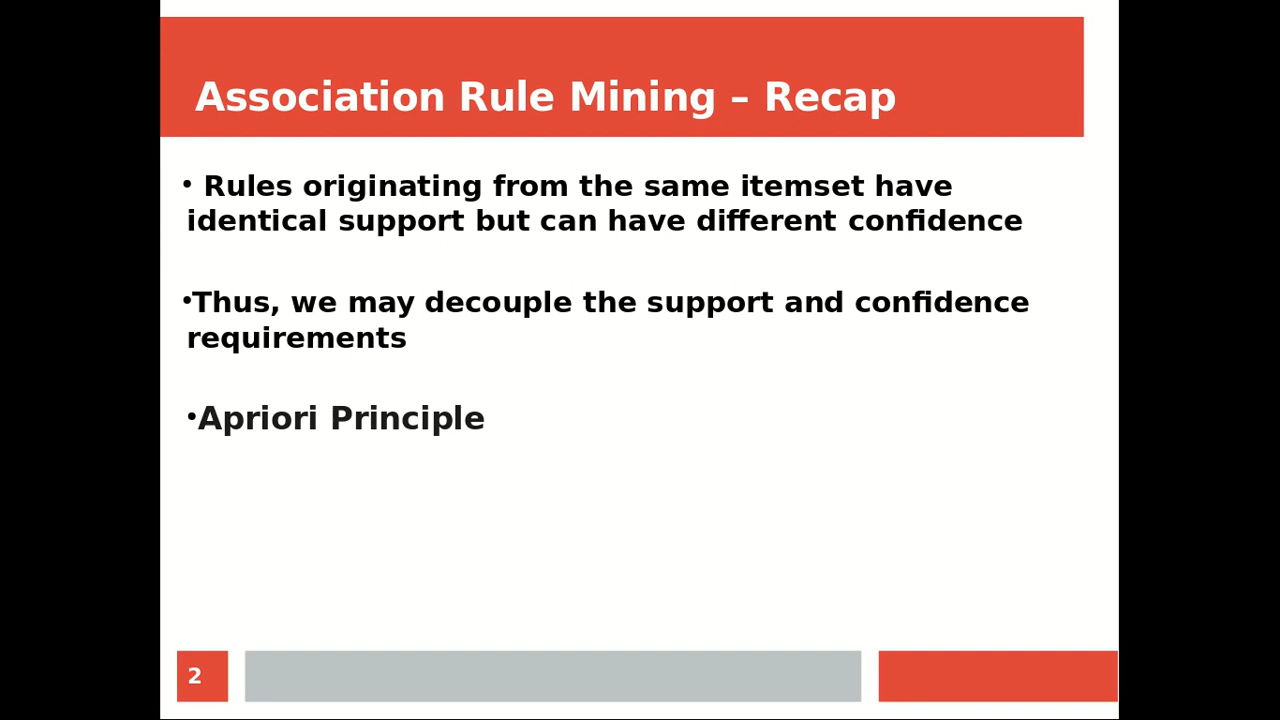 Association Rule Mining – Recap
• Rules originating from the same itemset have
identical support but can have different confidence
•Thus, we may decouple the support and confidence
requirements
•Apriori Principle
2